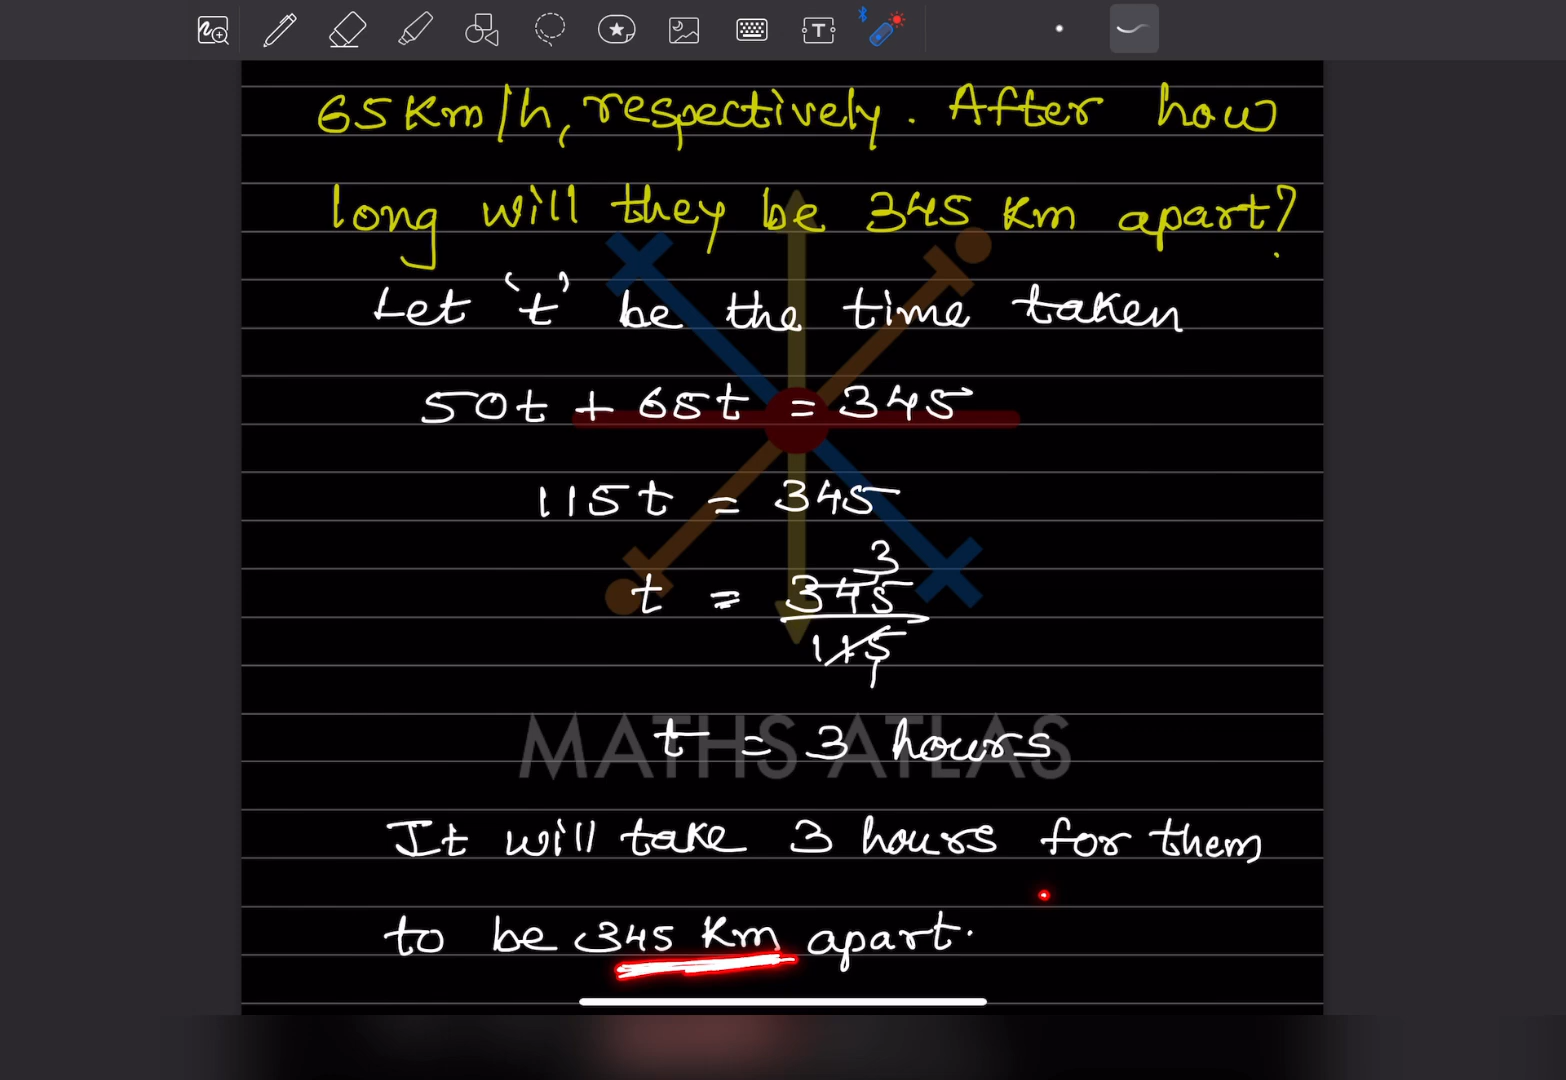 65Km/h, respectively. After how
long will they be 345 Km apart?
Let 't' be the time taken
50t + 65t = 345
115t = 345
3
t = 345
115
1
MATHS ATLAS
t = 3 hours
It will take 3 hours for them
to be 345 Km apart.